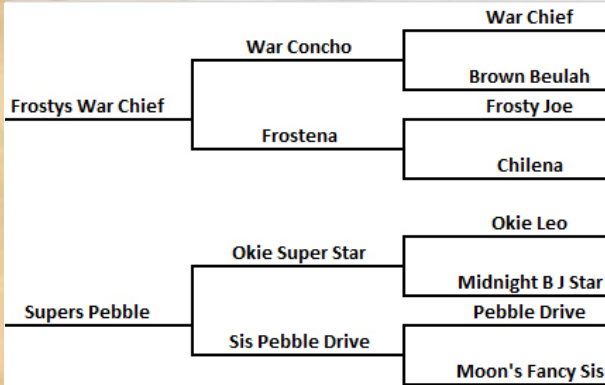 War Chief
War Concho
Brown Beulah
Frostys War Chief
Frosty Joe
Frostena
Chilena
Okie Leo
Okie Super Star
Midnight B J Star
Supers Pebble
Pebble Drive
Sis Pebble Drive
Moon's Fancy Sis